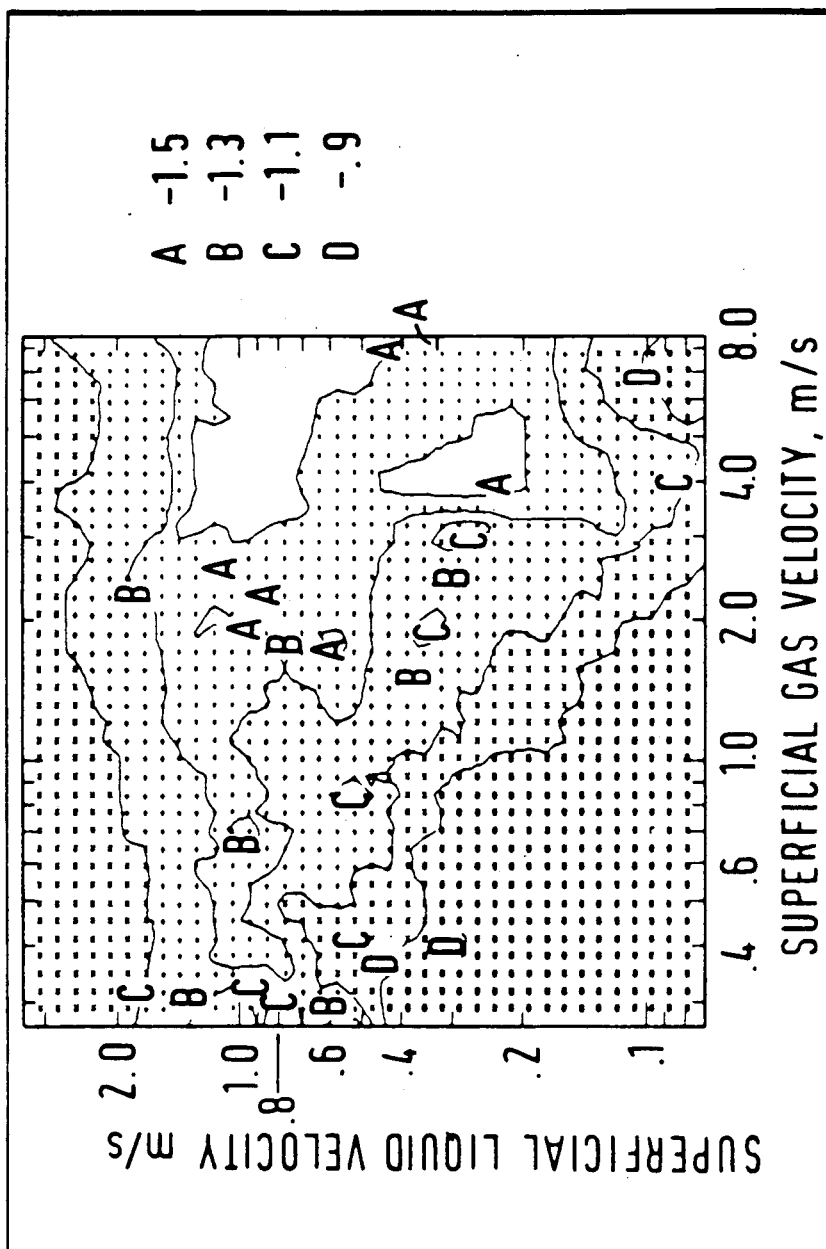 A -1.5
B -1.3
C -1.1
D -.9
SUPERFICIAL LIQUID VELOCITY m/s
2.0
1.0
.8
.6
.4
.2
.1
C
B
B
A
C
B
A
A
C
B
B
A
C
C
D
A
A
B
C
B
D
C
A
D
C
.4
.6
1.0
2.0
4.0
8.0
SUPERFICIAL GAS VELOCITY, m/s